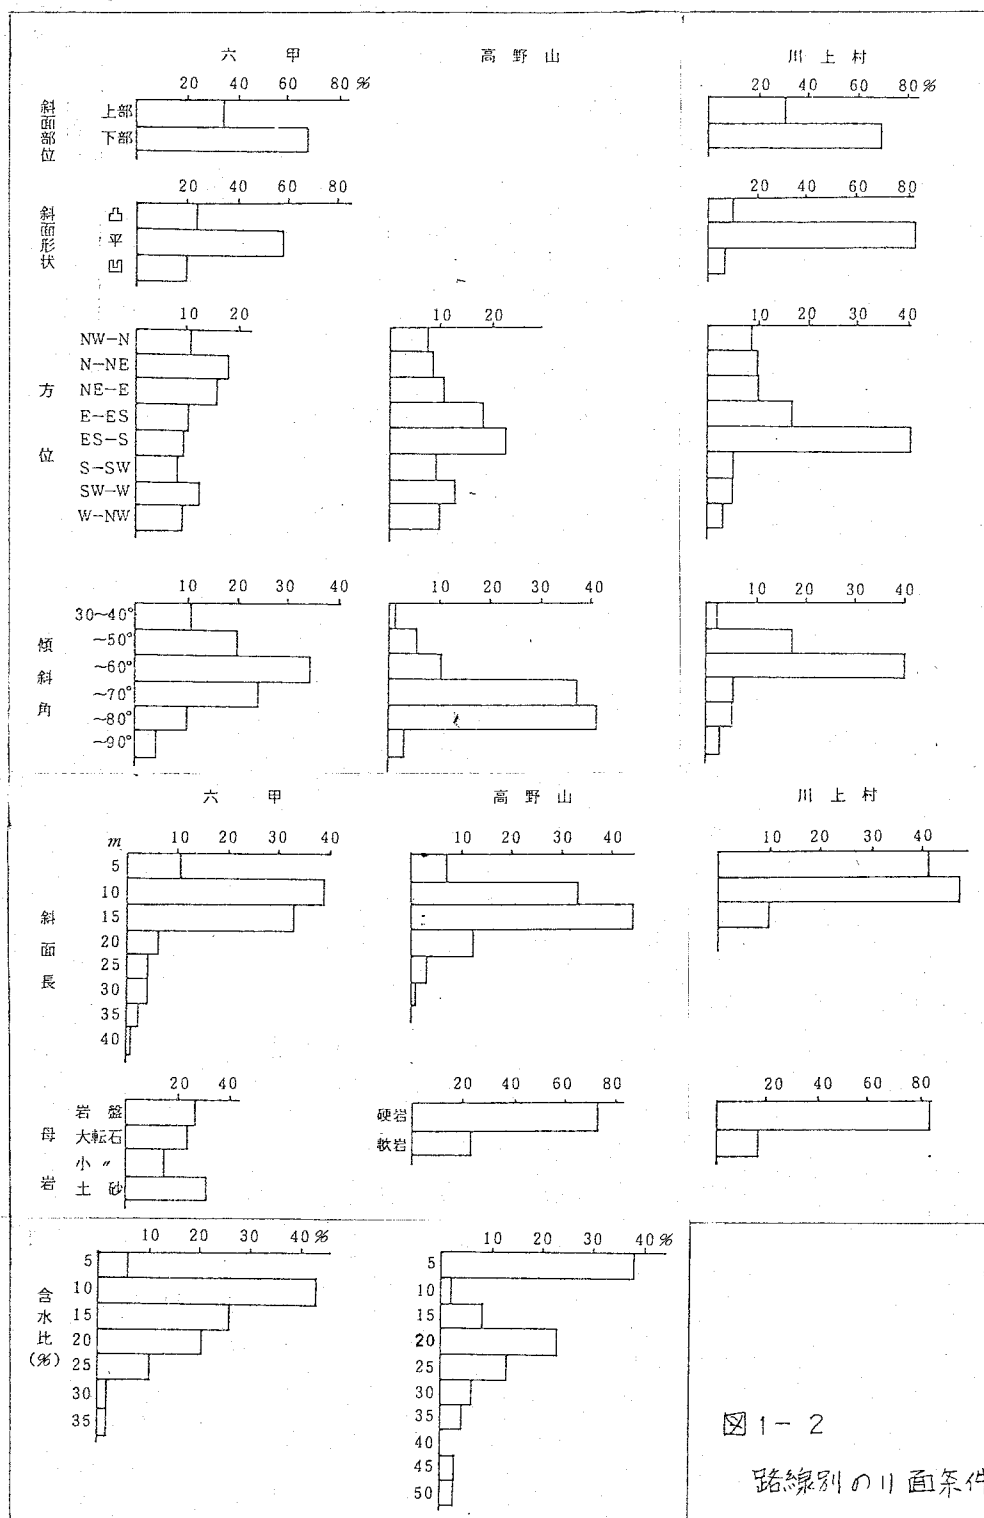 六 甲 高 野 山 川 上 村
20 40 60 80 % 20 40 60 80 %
斜面部位
上部
下部
20 40 60 80 20 40 60 80
斜面形状
凸
平
凹
10 20 10 20 10 20 30 40
方位
NW-N
N-NE
NE-E
E-ES
ES-S
S-SW
SW-W
W-NW
10 20 30 40 10 20 30 40 10 20 30 40
傾斜角
30~40°
~50°
~60°
~70°
~80°
~90°
六 甲 高 野 山 川 上 村
m 10 20 30 40 10 20 30 40 10 20 30 40
斜面長
5
10
15
20
25
30
35
40
20 40 20 40 60 80 20 40 60 80
母岩
岩 盤 硬岩
大転石 軟岩
小 〃
土 砂
10 20 30 40 % 10 20 30 40 %
含水比(%)
5 5
10 10
15 15
20 20
25 25
30 30
35 35
40
45
50
図1-2
路線別のり面条件